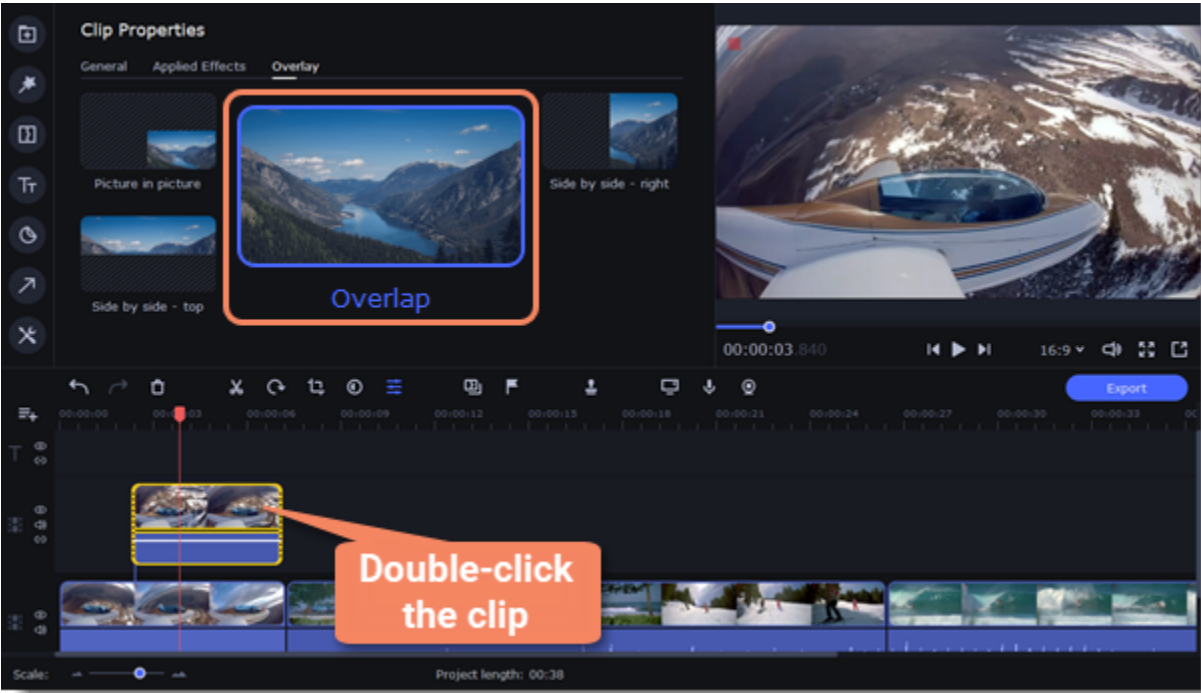 Clip Properties
General Applied Effects Overlay
Picture in picture
Overlap
Side by side - right
Side by side - top
00:00:03.840
16:9
Export
00:00:00 00:00:03 00:00:06 00:00:09 00:00:12 00:00:15 00:00:18 00:00:21 00:00:24 00:00:27 00:00:30 00:00:33
Double-click
the clip
Scale:
Project length: 00:38